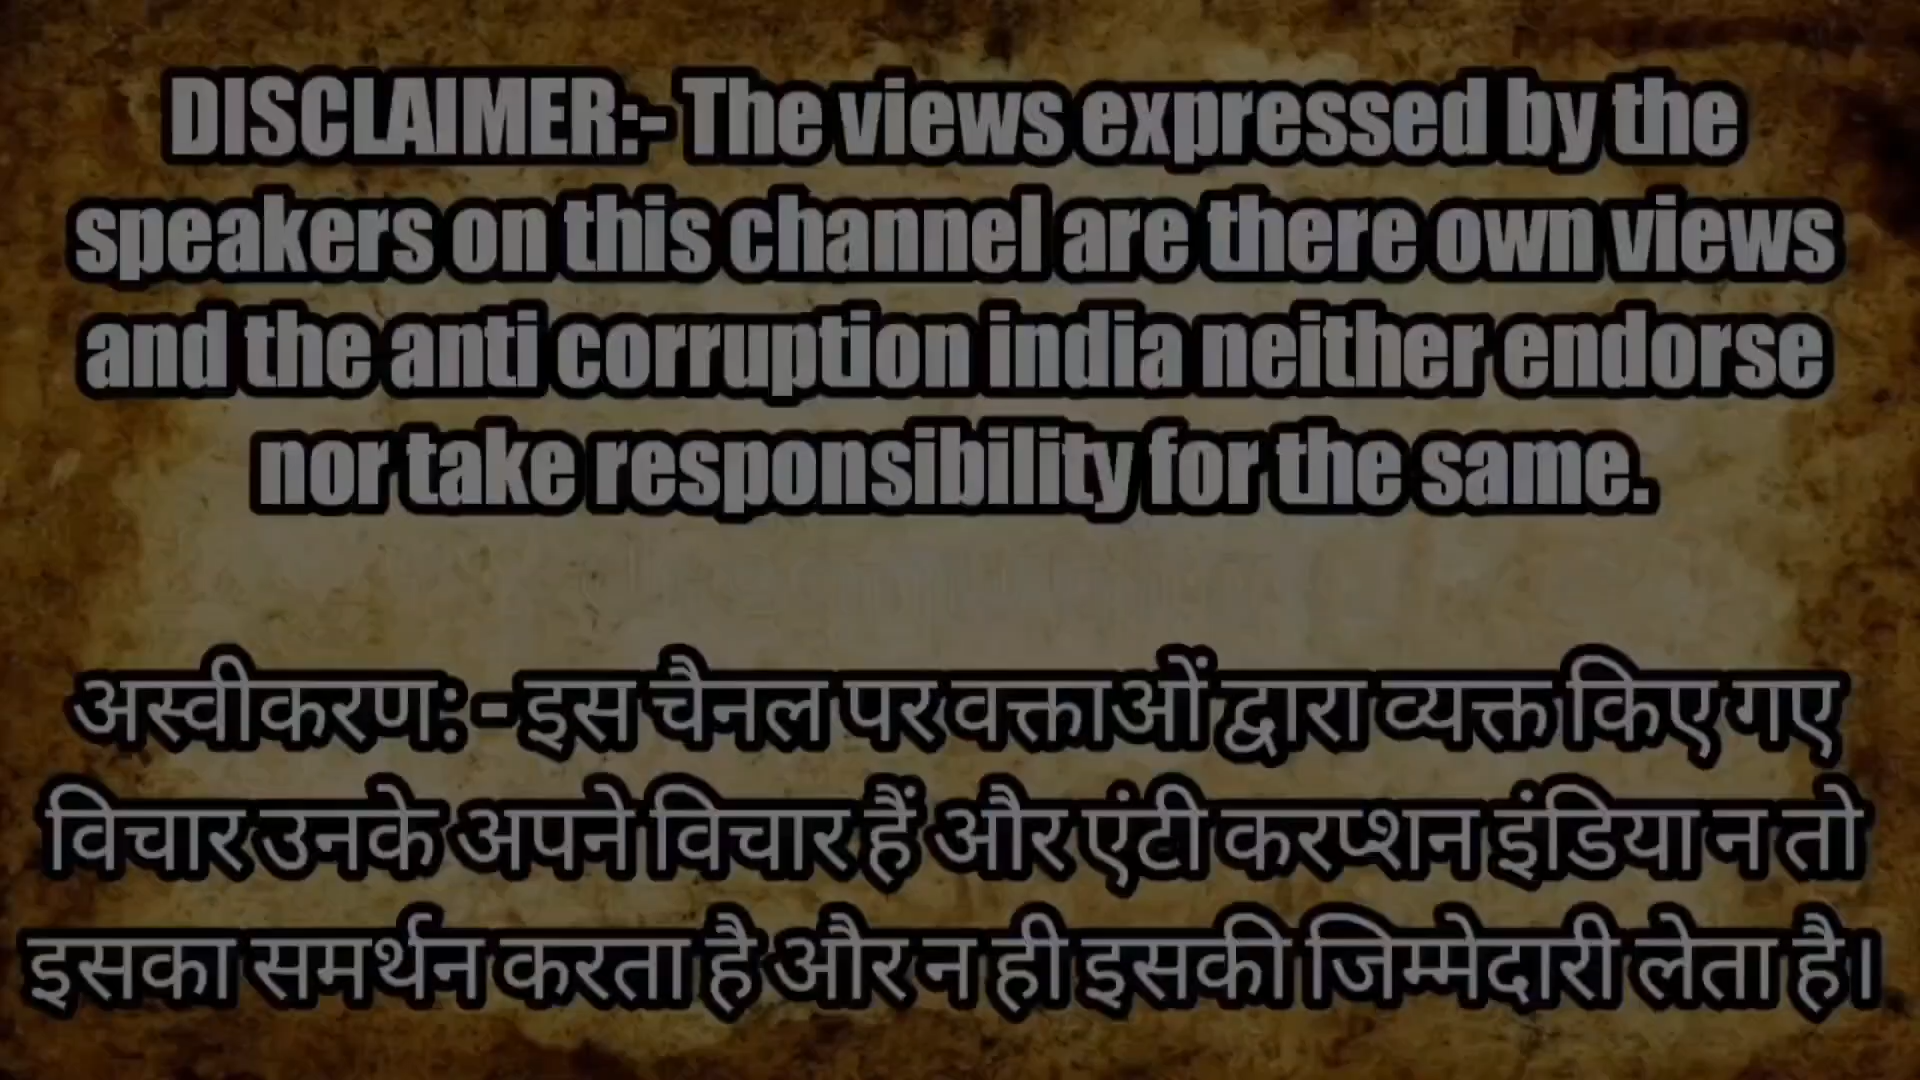 DISCLAIMER:- The views expressed by the
speakers on this channel are there own views
and the anti corruption india neither endorse
nor take responsibility for the same.
अस्वीकरण: - इस चैनल पर वक्ताओं द्वारा व्यक्त किए गए
विचार उनके अपने विचार हैं और एंटी करप्शन इंडिया न तो
इसका समर्थन करता है और न ही इसकी जिम्मेदारी लेता है।